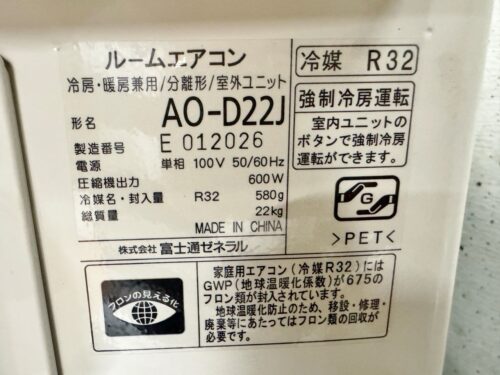 ルームエアコン
冷房・暖房兼用/分離形/室外ユニット
形名 AO-D22J
製造番号 E 012026
電源 単相 100V 50/60Hz
圧縮機出力 600W
冷媒名・封入量 R32 580g
総質量 22kg
MADE IN CHINA
株式会社 富士通ゼネラル
冷媒 R32
強制冷房運転
室内ユニットの
ボタンで強制冷房
運転ができます。
G
>PET<
フロンの見える化
家庭用エアコン(冷媒R32)には
GWP(地球温暖化係数)が675の
フロン類が封入されています。
地球温暖化防止のため、移設・修理・
廃棄等にあたってはフロン類の回収が
必要です。